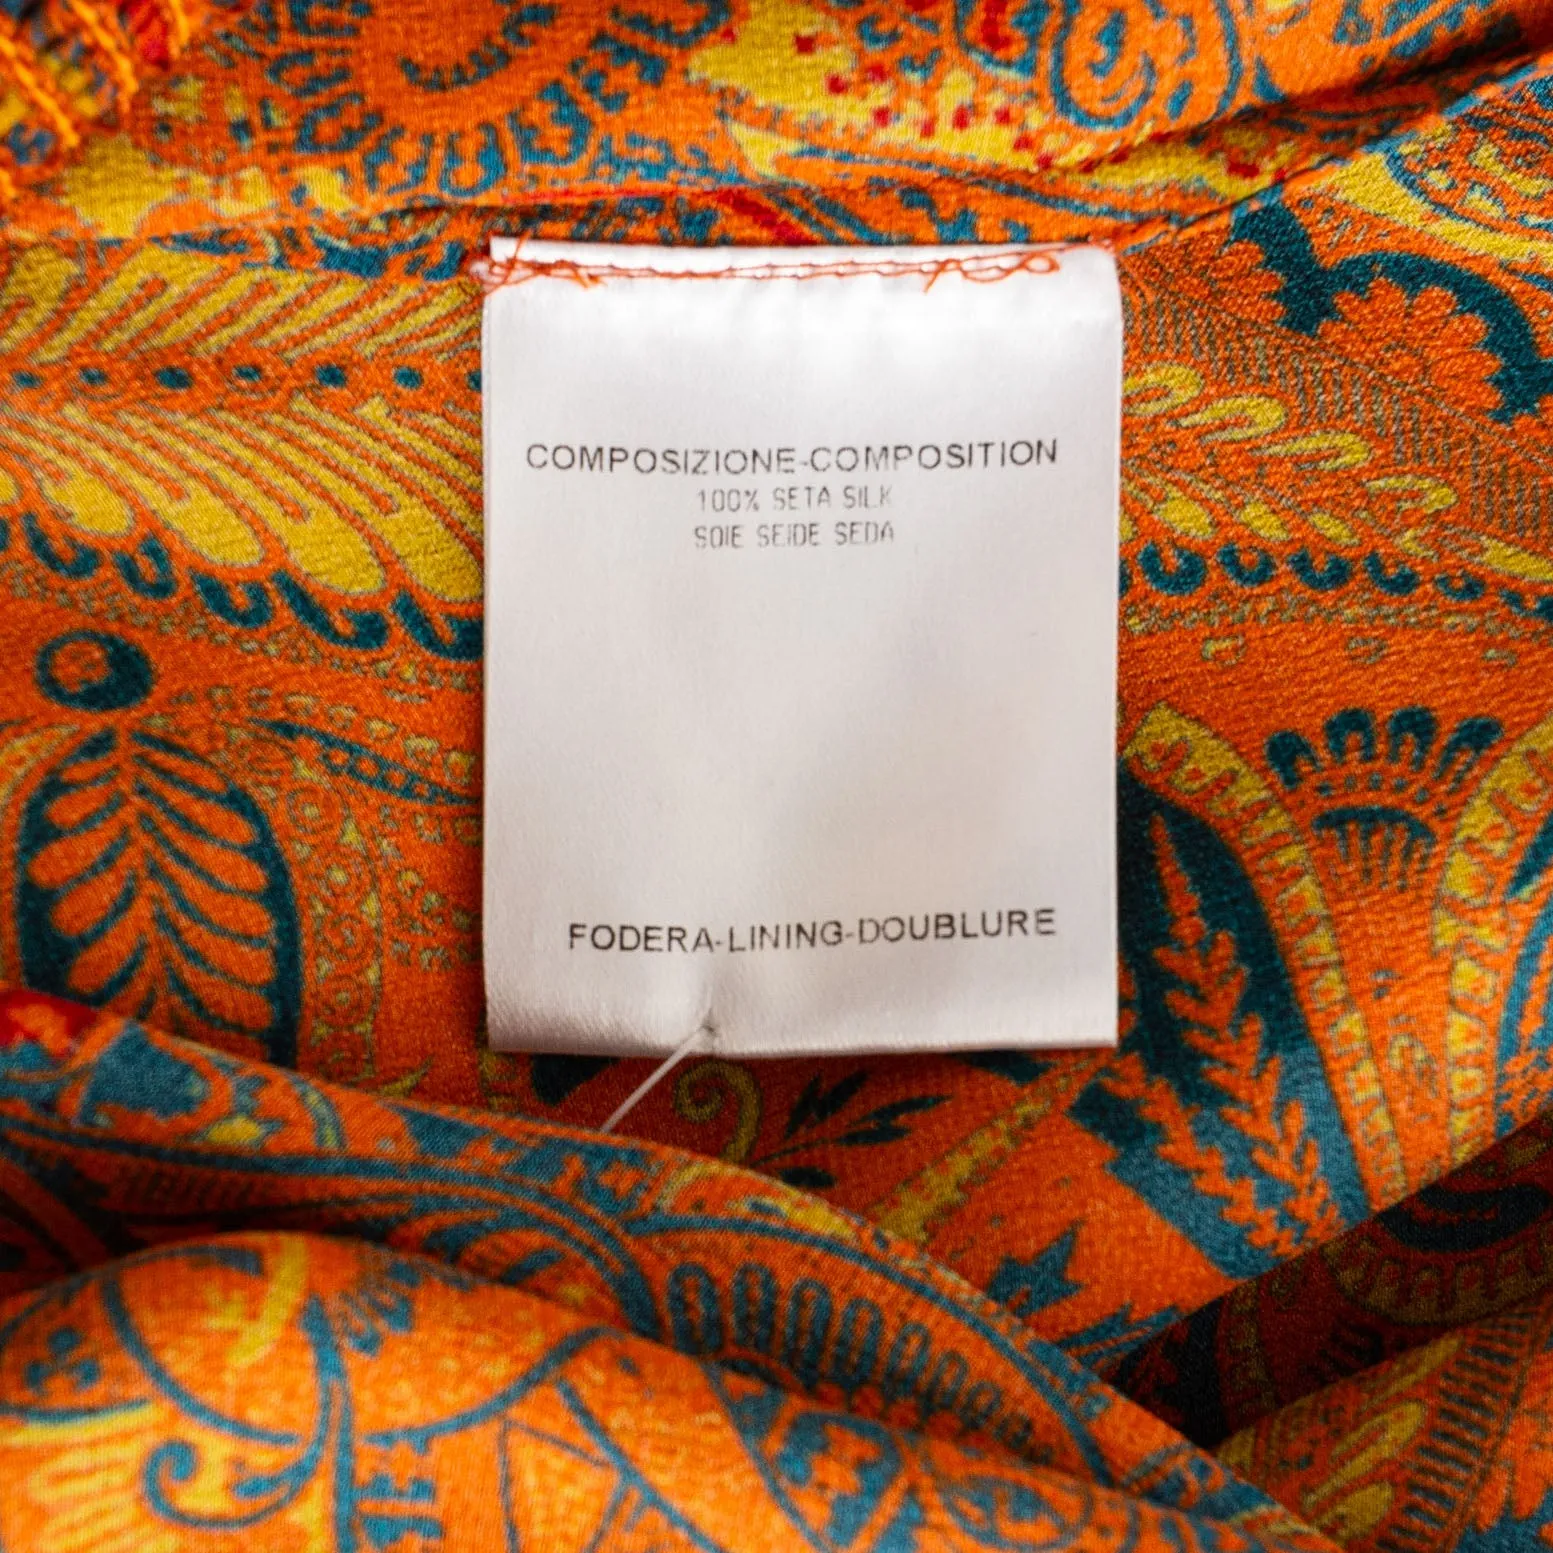 COMPOSIZIONE-COMPOSITION
100% SETA SILK
SOIE SEIDE SEDA
FODERA-LINING-DOUBLURE